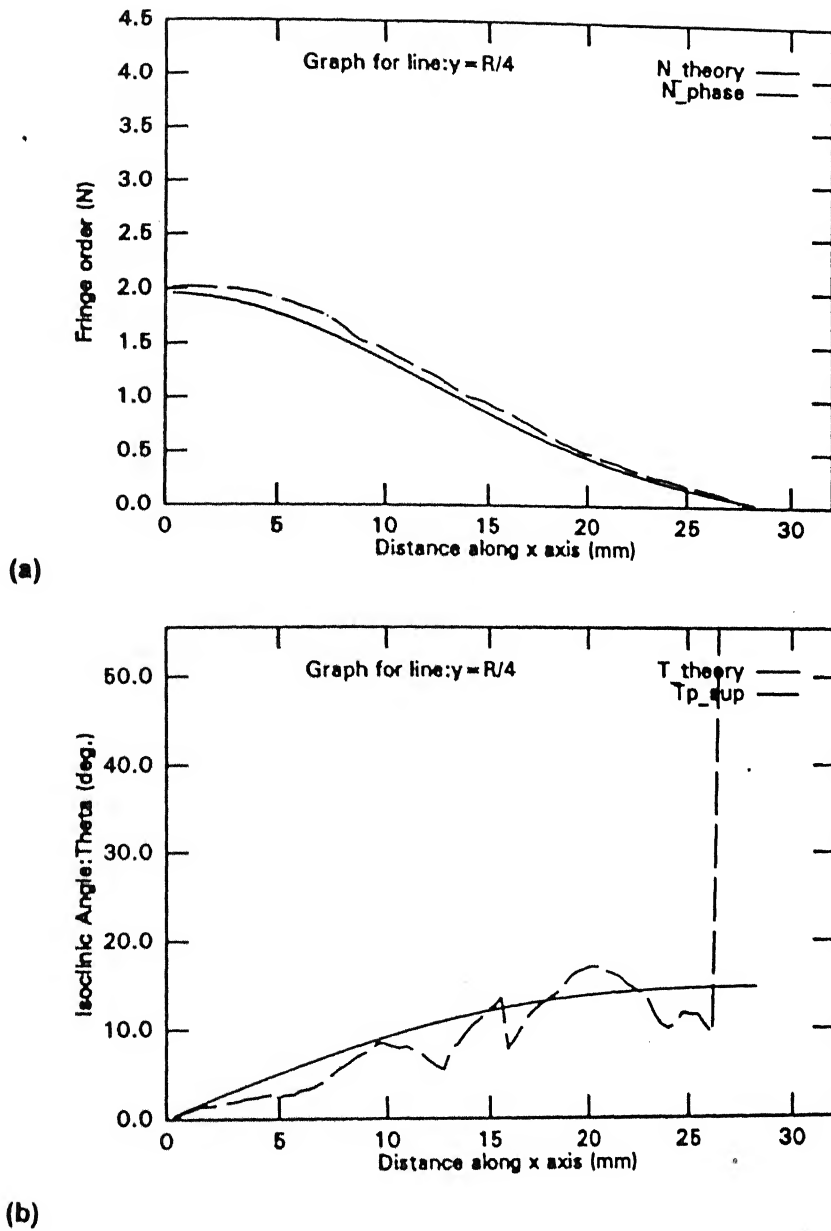 4.5
4.0
3.5
3.0
2.5
2.0
1.5
1.0
0.5
0.0
Fringe order (N)
Graph for line:y=R/4
N_theory
N_phase
0 5 10 15 20 25 30
Distance along x axis (mm)
(a)
50.0
40.0
30.0
20.0
10.0
0.0
Isoclinic Angle:Theta (deg.)
Graph for line:y=R/4
T_theory
Tp_sup
0 5 10 15 20 25 30
Distance along x axis (mm)
(b)